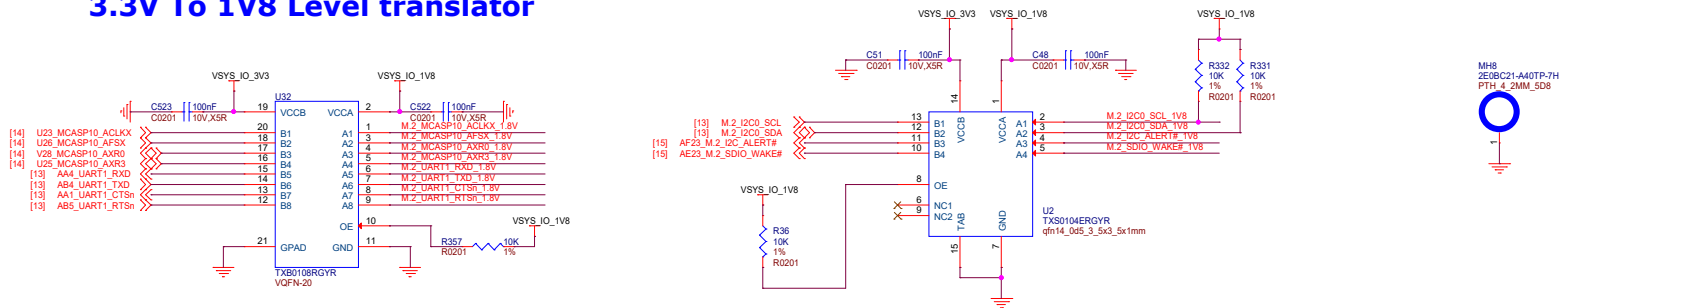 3.3V To 1V8 Level translator
VSYS_IO_3V3
VSYS_IO_1V8
C523
100nF
C0201
10V,X5R
C522
100nF
C0201
10V,X5R
U32
19
VCCB
VCCA
2
[14] U23_MCASP10_ACLKX
20
B1
A1
1
M.2_MCASP10_ACLKX_1.8V
[14] U26_MCASP10_AFSX
18
B2
A2
3
M.2_MCASP10_AFSX_1.8V
[14] V28_MCASP10_AXR0
17
B3
A3
4
M.2_MCASP10_AXR0_1.8V
[14] U25_MCASP10_AXR3
16
B4
A4
5
M.2_MCASP10_AXR3_1.8V
[13] AA4_UART1_RXD
15
B5
A5
6
M.2_UART1_RXD_1.8V
[13] AB4_UART1_TXD
14
B6
A6
7
M.2_UART1_TXD_1.8V
[13] AA1_UART1_CTSn
13
B7
A7
8
M.2_UART1_CTSn_1.8V
[13] AB5_UART1_RTSn
12
B8
A8
9
M.2_UART1_RTSn_1.8V
OE
10
VSYS_IO_1V8
R357
10K
R0201
1%
21
GPAD
GND
11
TXB0108RGYR
VQFN-20
VSYS_IO_3V3
VSYS_IO_1V8
C51
100nF
C0201
10V,X5R
C48
100nF
C0201
10V,X5R
VSYS_IO_1V8
R332
10K
1%
R0201
R331
10K
1%
R0201
14
1
VCCB
VCCA
[13] M.2_I2C0_SCL
13
B1
A1
2
M.2_I2C0_SCL_1V8
[13] M.2_I2C0_SDA
12
B2
A2
3
M.2_I2C0_SDA_1V8
[15] AF23_M.2_I2C_ALERT#
11
B3
A3
4
M.2_I2C_ALERT#_1V8
[15] AE23_M.2_SDIO_WAKE#
10
B4
A4
5
M.2_SDIO_WAKE#_1V8
8
OE
6
NC1
9
NC2
TAB
GND
15
7
U2
TXS0104ERGYR
qfn14_0d5_3_5x3_5x1mm
VSYS_IO_1V8
R36
10K
1%
R0201
MH8
2E0BC21-A40TP-7H
PTH_4_2MM_5D8
1